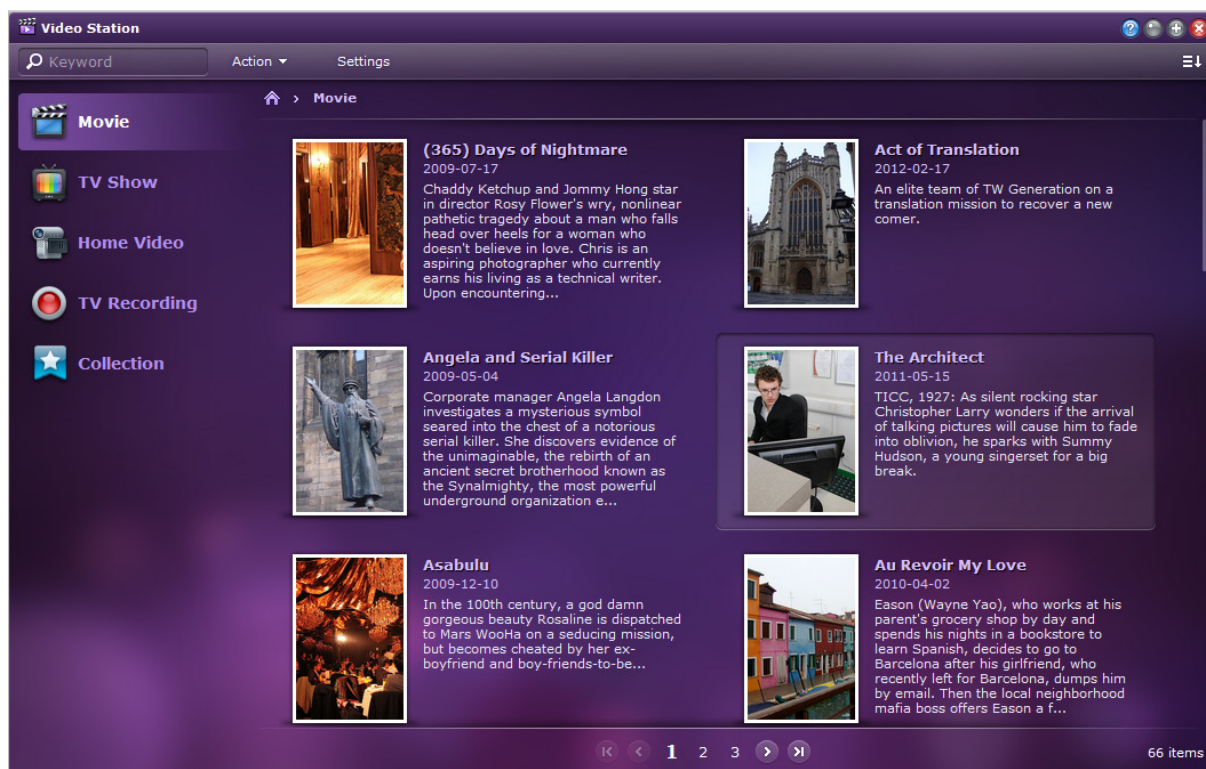 Video Station
Keyword
Action
Settings
Movie
TV Show
Home Video
TV Recording
Collection
Movie
(365) Days of Nightmare
2009-07-17
Chaddy Ketchup and Jommy Hong star
in director Rosy Flower's wry, nonlinear
pathetic tragedy about a man who falls
head over heels for a woman who
doesn't believe in love. Chris is an
aspiring photographer who currently
earns his living as a technical writer.
Upon encountering...
Act of Translation
2012-02-17
An elite team of TW Generation on a
translation mission to recover a new
comer.
Angela and Serial Killer
2009-05-04
Corporate manager Angela Langdon
investigates a mysterious symbol
seared into the chest of a notorious
serial killer. She discovers evidence of
the unimaginable, the rebirth of an
ancient secret brotherhood known as
the Synalmighty, the most powerful
underground organization e...
The Architect
2011-05-15
TICC, 1927: As silent rocking star
Christopher Larry wonders if the arrival
of talking pictures will cause him to fade
into oblivion, he sparks with Summy
Hudson, a young singerset for a big
break.
Asabulu
2009-12-10
In the 100th century, a god damn
gorgeous beauty Rosaline is dispatched
to Mars WooHa on a seducing mission,
but becomes cheated by her ex-
boyfriend and boy-friends-to-be...
Au Revoir My Love
2010-04-02
Eason (Wayne Yao), who works at his
parent's grocery shop by day and
spends his nights in a bookstore to
learn Spanish, decides to go to
Barcelona after his girlfriend, who
recently left for Barcelona, dumps him
by email. Then the local neighborhood
mafia boss offers Eason a f...
1 2 3
66 items